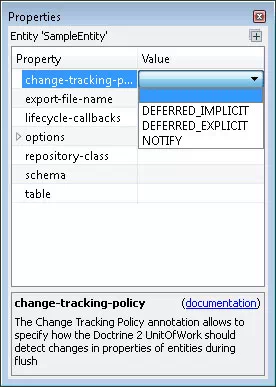 Properties
Entity 'SampleEntity'
Property
Value
change-tracking-p...
export-file-name
DEFERRED_IMPLICIT
lifecycle-callbacks
DEFERRED_EXPLICIT
options
NOTIFY
repository-class
schema
table
change-tracking-policy
(documentation)
The Change Tracking Policy annotation allows to
specify how the Doctrine 2 UnitOfWork should
detect changes in properties of entities during
flush